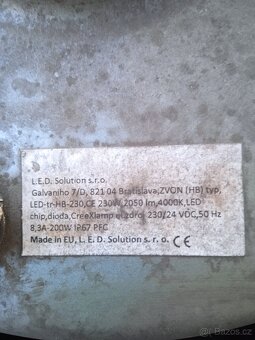 L.E.D. Solution s.r.o.
Galvaniho 7/D, 821 04 Bratislava,ZVON (HB) typ,
LED-tr-HB-230,CE 230W,2050 lm,4000K,LED
chip,dioda,CreeXlamp el.zdroj 230/24 VDC,50 Hz
8,3A-200W IP67 PFC
Made in EU, L. E. D. Solution s. r. o. CE
Bazoš.cz